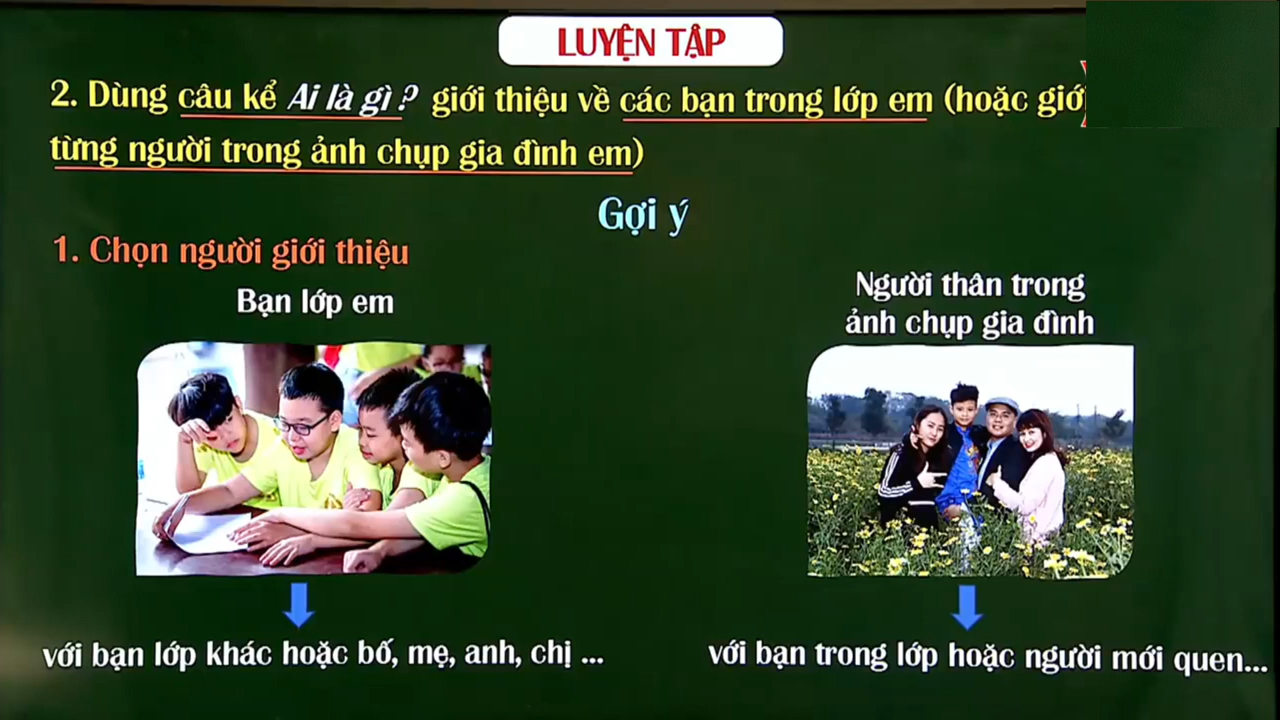 LUYỆN TẬP
2. Dùng câu kể Ai là gì? giới thiệu về các bạn trong lớp em (hoặc
từng người trong ảnh chụp gia đình em)
Gợi ý
1. Chọn người giới thiệu
Bạn lớp em
Người thân trong
ảnh chụp gia đình
với bạn lớp khác hoặc bố, mẹ, anh, chị ...
với bạn trong lớp hoặc người mới quen...